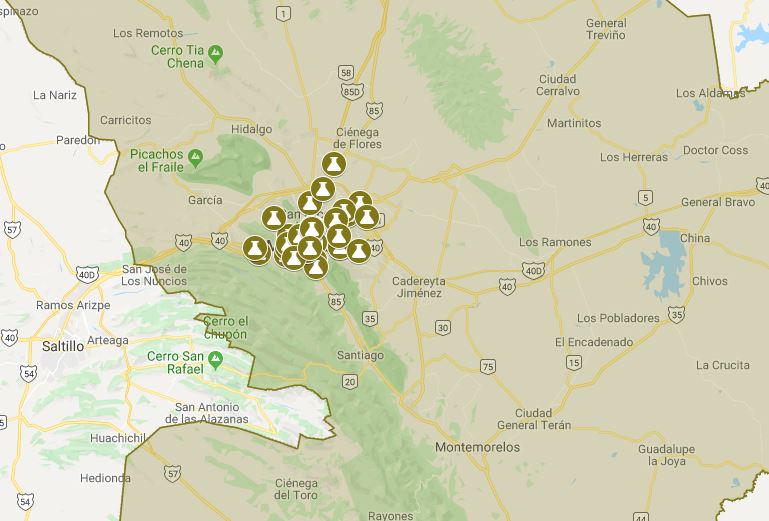 spinazo
1
Los Remotos
General
Treviño
Cerro Tia
Chena
58
85D
Ciudad
Cerralvo
La Nariz
Los Aldamas
85
Carricitos
Hidalgo
Ciénega
de Flores
Martinitos
Paredon
Doctor Coss
Picachos
el Fraile
Los Herreras
García
5
General Bravo
San
57
40
40
40
China
Los Ramones
40D
40
40D
San José de
Los Nuncios
Cadereyta
Jiménez
40
Chivos
Ramos Arizpe
85
35
35
Los Pobladores
Cerro el
chupón
30
40
Arteaga
El Encadenado
Saltillo
Santiago
Cerro San
Rafael
15
La Crucita
75
54
54
20
San Antonio
de las Alazanas
Ciudad
General Terán
Huachichil
Montemorelos
Guadalupe
la Joya
Hedionda
57
Ciénega
del Toro
54
Rayones
44